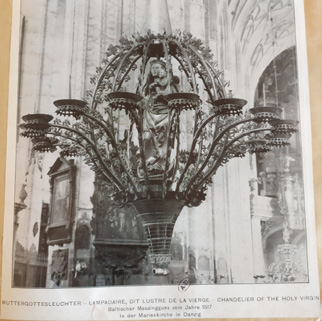 MUTTERGOTTESLEUCHTER – LAMPADAIRE, DIT LUSTRE DE LA VIERGE – CHANDELIER OF THE HOLY VIRGIN
Baltischer Messingguss vom Jahre 1517
in der Marienkirche in Danzig